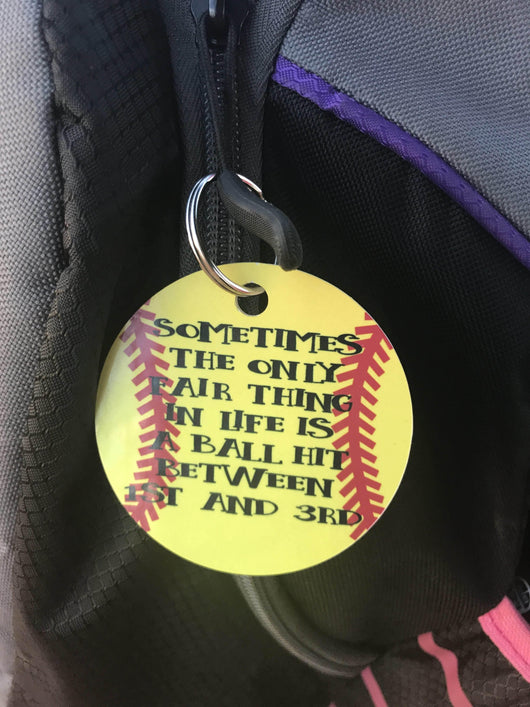 SOMETIMES
THE ONLY
FAIR THING
IN LIFE IS
A BALL HIT
BETWEEN
1ST AND 3RD